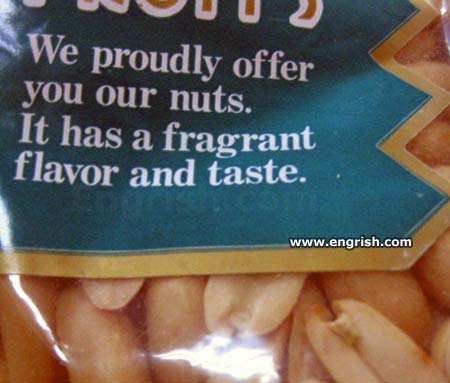 We proudly offer
you our nuts.
It has a fragrant
flavor and taste.
www.engrish.com